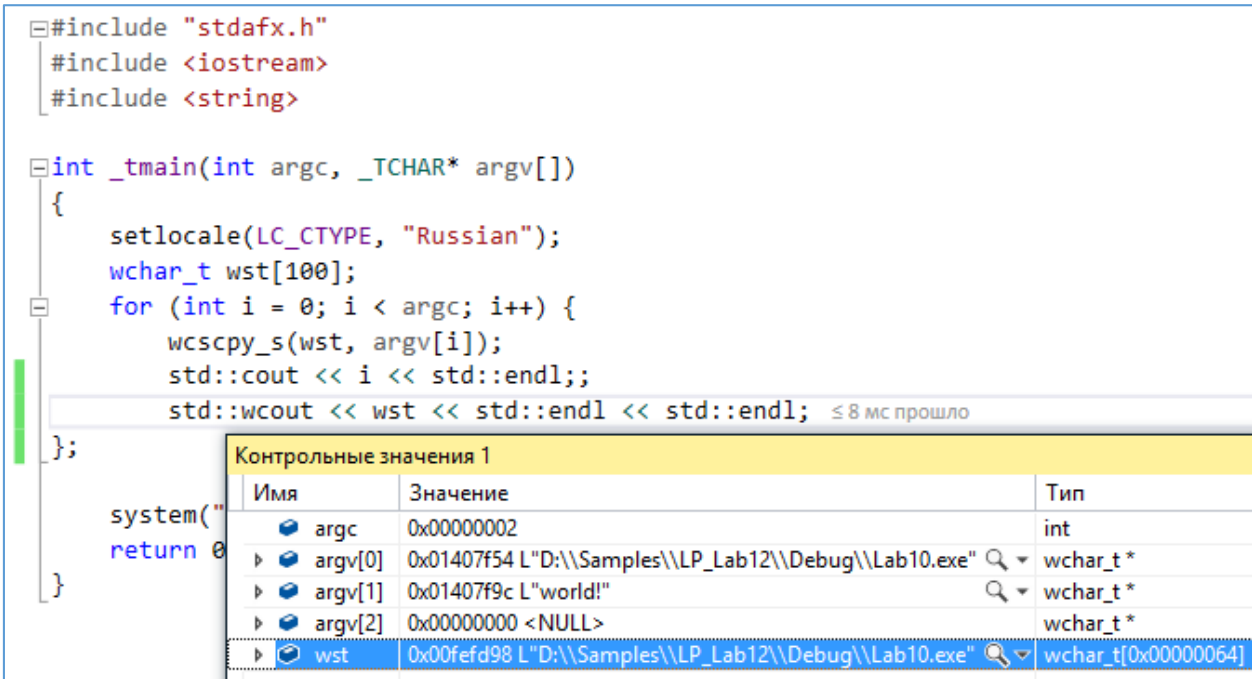 #include "stdafx.h"
#include <iostream>
#include <string>
int _tmain(int argc, _TCHAR* argv[])
{
setlocale(LC_CTYPE, "Russian");
wchar_t wst[100];
for (int i = 0; i < argc; i++) {
wcscpy_s(wst, argv[i]);
std::cout << i << std::endl;;
std::wcout << wst << std::endl << std::endl; ≤ 8 мс прошло
};
system("
return 0
}
Контрольные значения 1
Имя Значение Тип
argc 0x00000002 int
argv[0] 0x01407f54 L"D:\\Samples\\LP_Lab12\\Debug\\Lab10.exe" wchar_t *
argv[1] 0x01407f9c L"world!" wchar_t *
argv[2] 0x00000000 <NULL> wchar_t *
wst 0x00fefd98 L"D:\\Samples\\LP_Lab12\\Debug\\Lab10.exe" wchar_t[0x00000064]